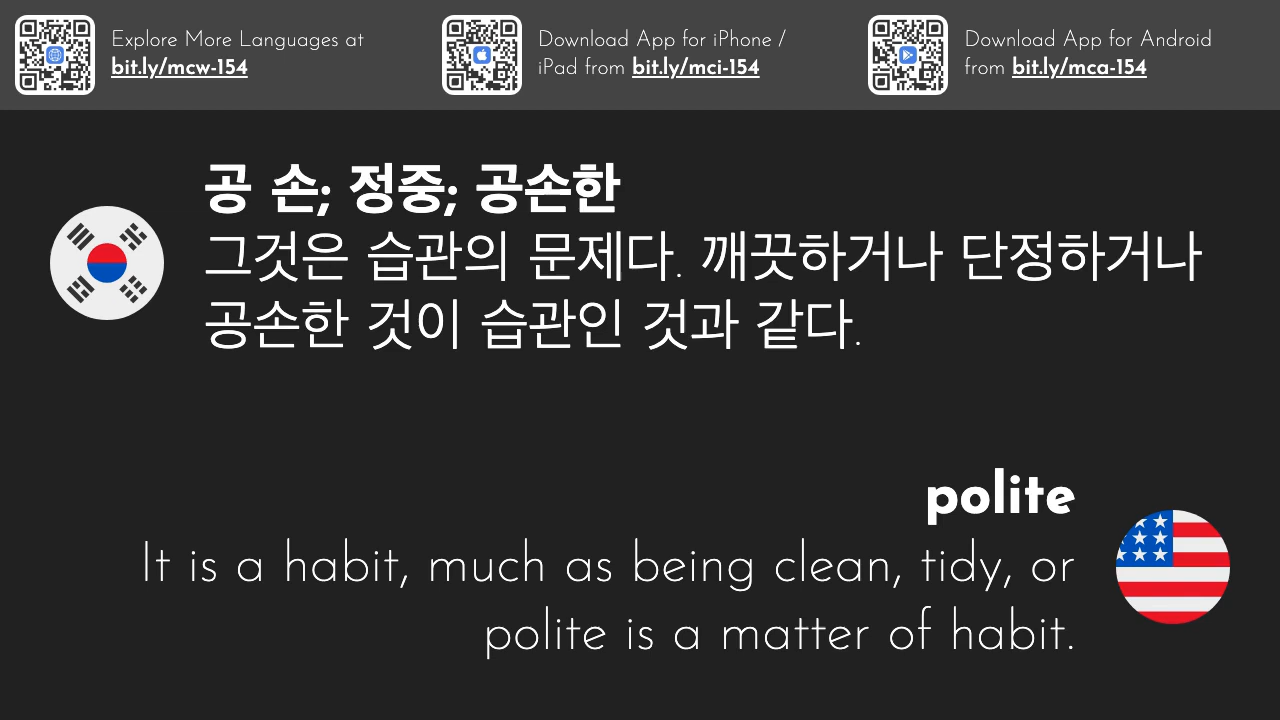 Explore More Languages at
bit.ly/mcw-154
Download App for iPhone /
iPad from bit.ly/mci-154
Download App for Android
from bit.ly/mca-154
공 손; 정중; 공손한
그것은 습관의 문제다. 깨끗하거나 단정하거나
공손한 것이 습관인 것과 같다.
polite
It is a habit, much as being clean, tidy, or
polite is a matter of habit.